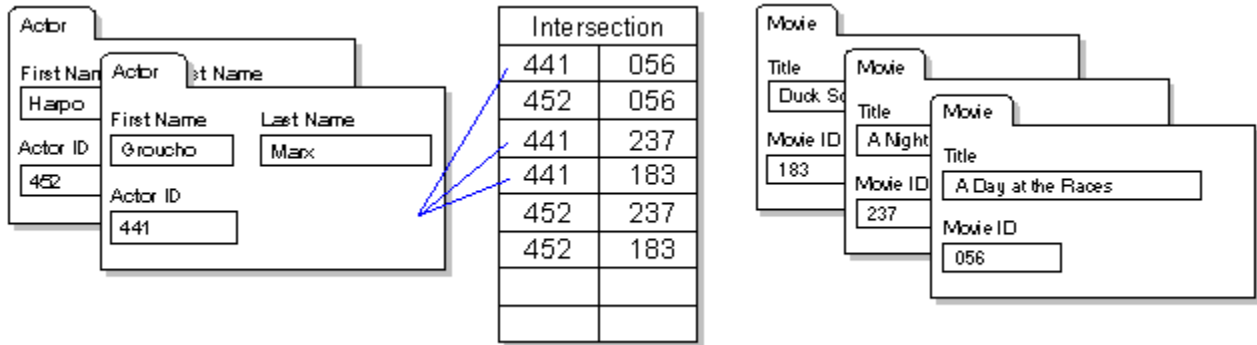 Actor
First Nam
Harpo
Actor ID
452
Actor
st Name
First Name
Last Name
Groucho
Marx
Actor ID
441
Intersection
441 056
452 056
441 237
441 183
452 237
452 183
Movie
Title
Duck So
Movie ID
183
Movie
Title
A Night
Movie ID
237
Movie
Title
A Day at the Races
Movie ID
056